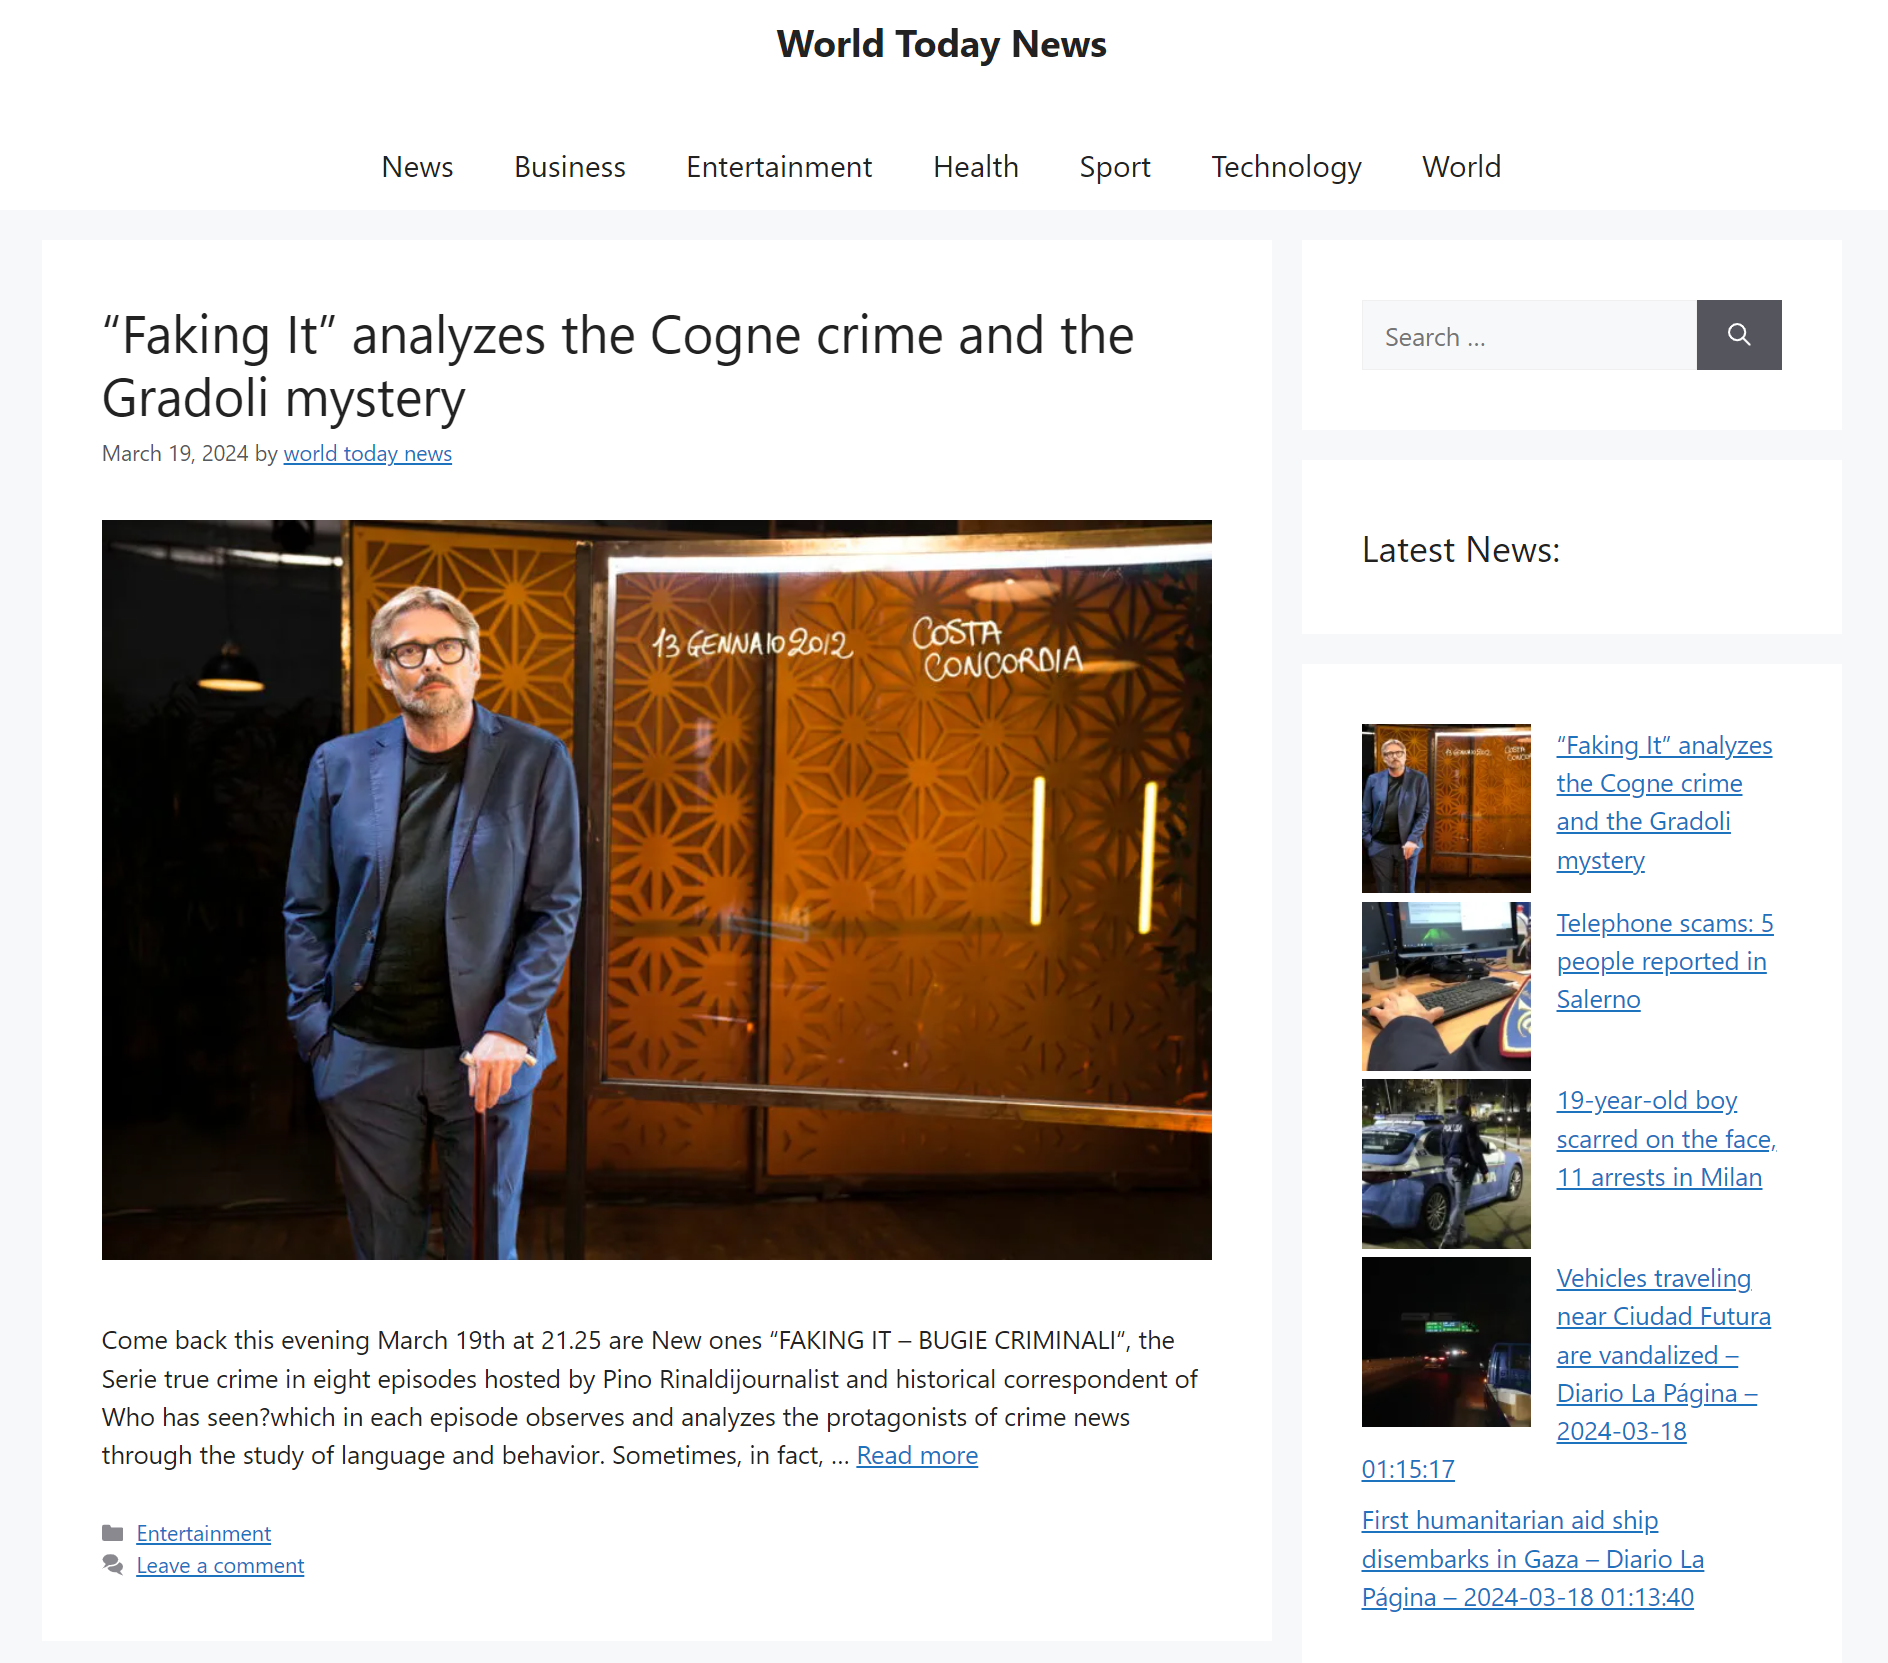 World Today News
News Business Entertainment Health Sport Technology World
“Faking It” analyzes the Cogne crime and the
Gradoli mystery
March 19, 2024 by world today news
13 GENNAIO 2012
COSTA
CONCORDIA
Come back this evening March 19th at 21.25 are New ones “FAKING IT – BUGIE CRIMINALI“, the
Serie true crime in eight episodes hosted by Pino Rinaldijournalist and historical correspondent of
Who has seen?which in each episode observes and analyzes the protagonists of crime news
through the study of language and behavior. Sometimes, in fact, … Read more
Entertainment
Leave a comment
Search …
Latest News:
“Faking It” analyzes
the Cogne crime
and the Gradoli
mystery
Telephone scams: 5
people reported in
Salerno
19-year-old boy
scarred on the face,
11 arrests in Milan
Vehicles traveling
near Ciudad Futura
are vandalized –
Diario La Página –
2024-03-18
01:15:17
First humanitarian aid ship
disembarks in Gaza – Diario La
Página – 2024-03-18 01:13:40